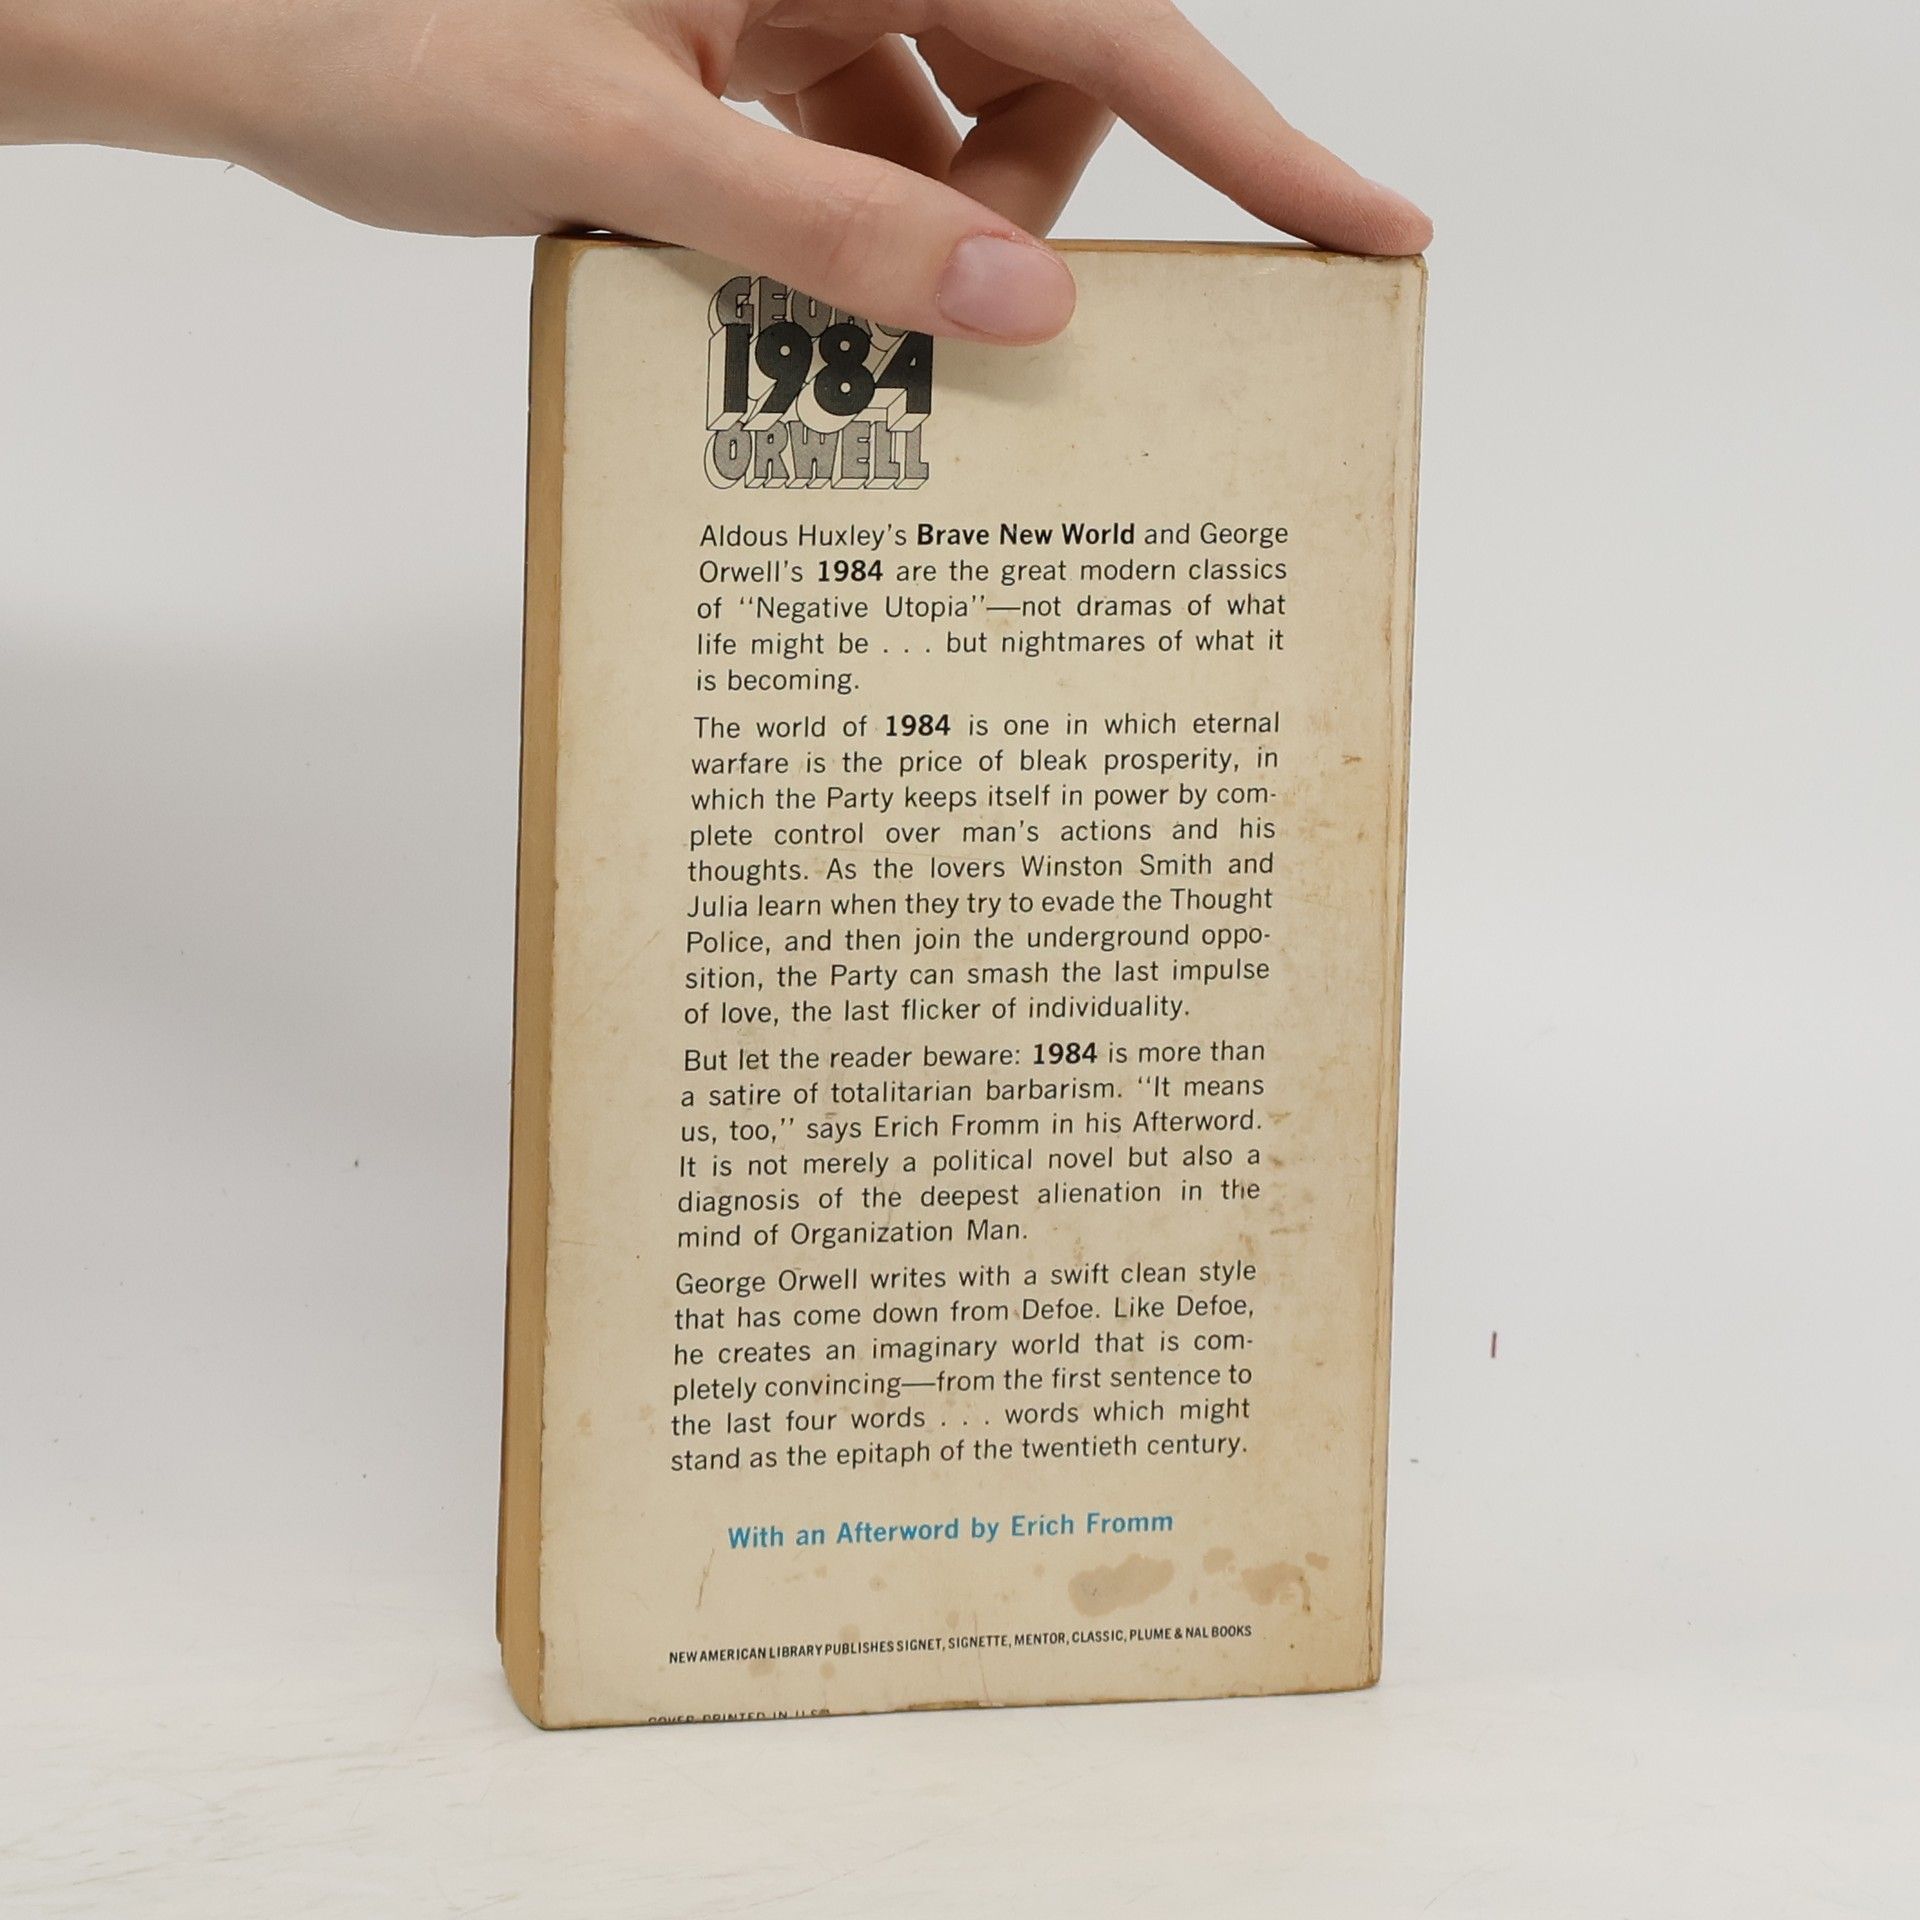 1984
ORWELL
Aldous Huxley's Brave New World and George
Orwell's 1984 are the great modern classics
of "Negative Utopia"—not dramas of what
life might be . . . but nightmares of what it
is becoming.
The world of 1984 is one in which eternal
warfare is the price of bleak prosperity, in
which the Party keeps itself in power by com-
plete control over man's actions and his
thoughts. As the lovers Winston Smith and
Julia learn when they try to evade the Thought
Police, and then join the underground oppo-
sition, the Party can smash the last impulse
of love, the last flicker of individuality.
But let the reader beware: 1984 is more than
a satire of totalitarian barbarism. "It means
us, too," says Erich Fromm in his Afterword.
It is not merely a political novel but also a
diagnosis of the deepest alienation in the
mind of Organization Man.
George Orwell writes with a swift clean style
that has come down from Defoe. Like Defoe,
he creates an imaginary world that is com-
pletely convincing—from the first sentence to
the last four words . . . words which might
stand as the epitaph of the twentieth century.
With an Afterword by Erich Fromm
NEW AMERICAN LIBRARY PUBLISHES SIGNET, SIGNETTE, MENTOR, CLASSIC, PLUME & NAL BOOKS
COVER PRINTED IN U.S.A.